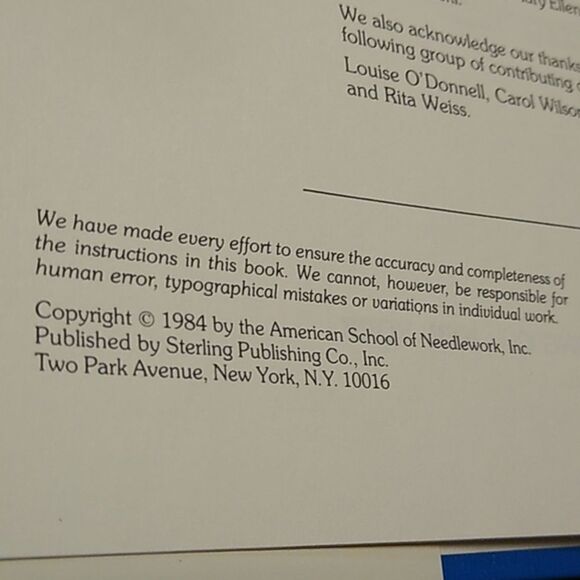 We also acknowledge our thanks
following group of contributing
Louise O'Donnell, Carol Wilson
and Rita Weiss.
We have made every effort to ensure the accuracy and completeness of
the instructions in this book. We cannot, however, be responsible for
human error, typographical mistakes or variations in individual work.
Copyright © 1984 by the American School of Needlework, Inc.
Published by Sterling Publishing Co., Inc.
Two Park Avenue, New York, N.Y. 10016